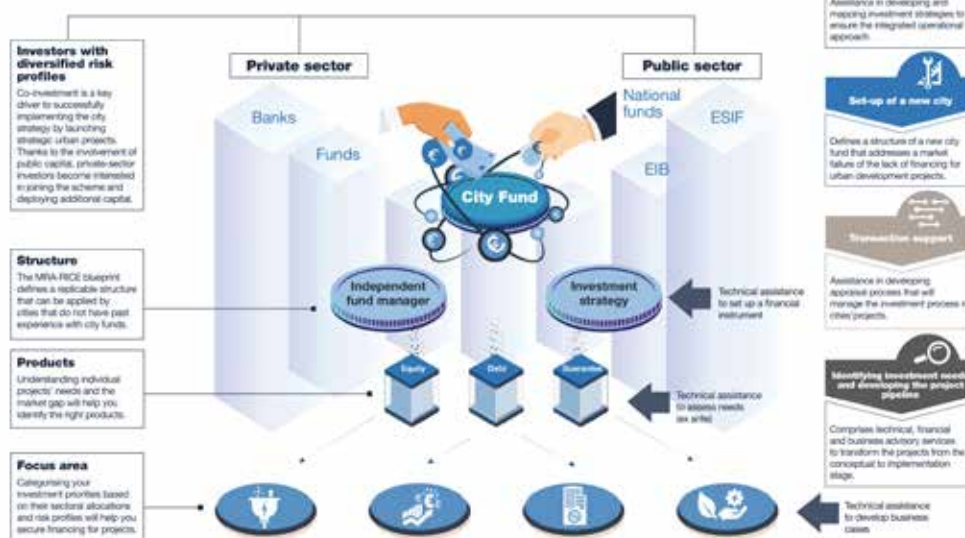 Investors with
diversified risk
profiles
Co-investment is a key
driver to successfully
implementing the city
strategy by launching
strategic urban projects.
Thanks to the involvement of
public capital, private-sector
investors become interested
in joining the scheme and
deploying additional capital.
Structure
The MRA-RICE blueprint
defines a replicable structure
that can be applied by
cities that do not have past
experience with city funds.
Products
Understanding individual
projects' needs and the
market gap will help you
identify the right products.
Focus area
Categorising your
investment priorities based
on their sectoral allocations
and risk profiles will help you
secure financing for projects.
Private sector
Public sector
Banks
Funds
National
funds
ESIF
EIB
City Fund
Independent
fund manager
Investment
strategy
Equity
Debt
Guarantee
Technical assistance
to set up a financial
instrument
Technical assistance
to assess needs
(ex ante)
Technical assistance
to develop business
cases
Assistance in developing and
mapping investment strategies to
ensure the integrated operational
approach.
Set-up of a new city
Defines a structure of a new city
fund that addresses a market
failure of the lack of financing for
urban development projects.
Transaction support
Assistance in developing
appraisal process that will
manage the investment process
cities'projects.
Identifying investment
and developing the project
pipeline
Comprises technical, financial
and business advisory services
to transform the projects from the
conceptual to implementation
stage.